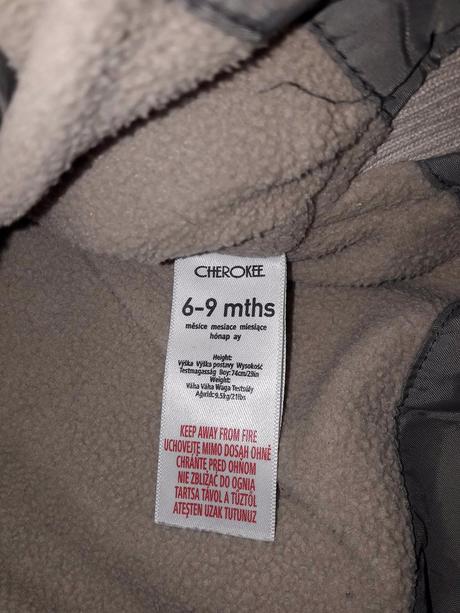 CHEROKEE
6-9 mths
měsíce mesiace miesiące
hónap ay
Height:
Výška Výška postavy Wysokość
Testmagasság Boy: 74cm/29in
Weight:
Váha Váha Waga Testsúly
Ağırlık: 9.5kg/21lbs
KEEP AWAY FROM FIRE
UCHOVEJTE MIMO DOSAH OHNĚ
CHRÁŇTE PRED OHŇOM
NIE ZBLIŻAĆ DO OGNIA
TARTSA TÁVOL A TŰZTŐL
ATEŞTEN UZAK TUTUNUZ